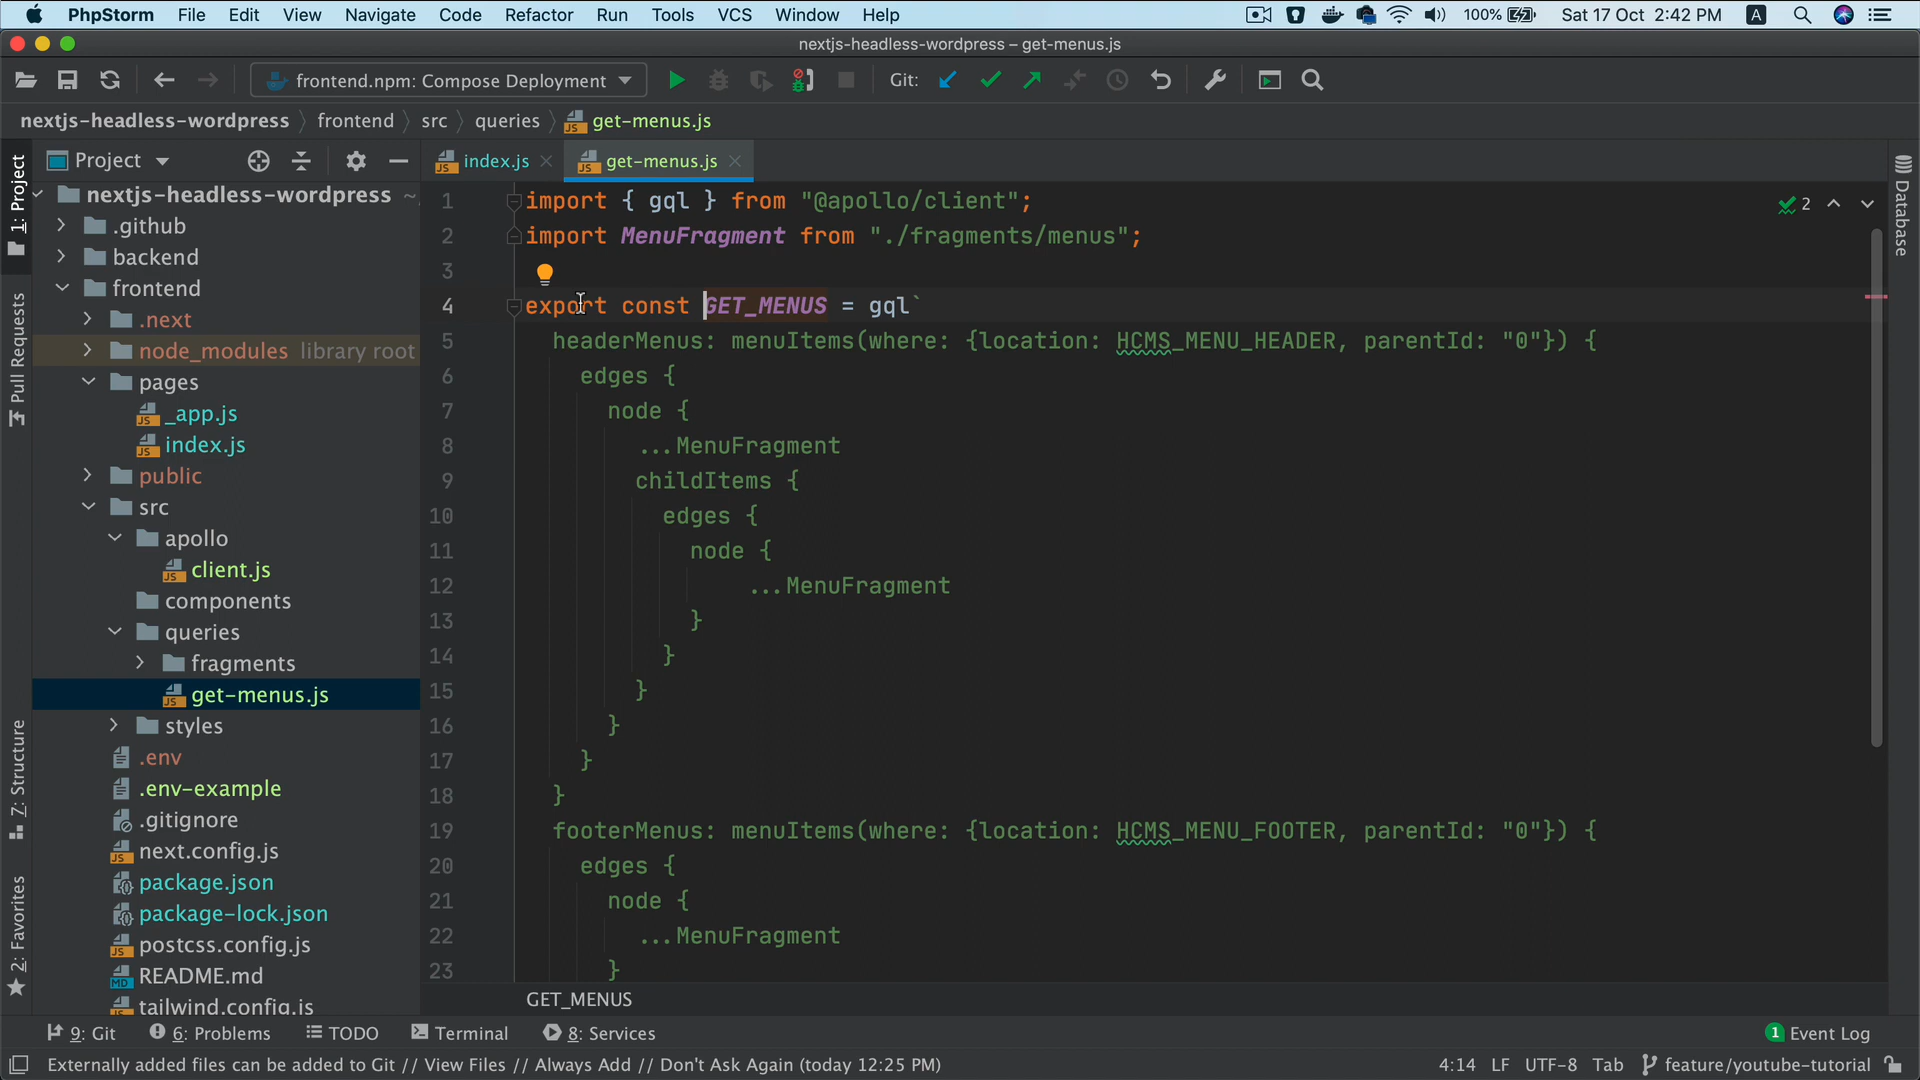 PhpStorm File Edit View Navigate Code Refactor Run Tools VCS Window Help 100% Sat 17 Oct 2:42 PM A
nextjs-headless-wordpress – get-menus.js
frontend.npm: Compose Deployment Git:
nextjs-headless-wordpress frontend src queries get-menus.js
Project
index.js get-menus.js
1: Project
Pull Requests
7: Structure
2: Favorites
nextjs-headless-wordpress ~
.github
backend
frontend
.next
node_modules library root
pages
_app.js
index.js
public
src
apollo
client.js
components
queries
fragments
get-menus.js
styles
.env
.env-example
.gitignore
next.config.js
package.json
package-lock.json
postcss.config.js
README.md
tailwind.config.js
1 import { gql } from "@apollo/client";
2 import MenuFragment from "./fragments/menus";
3
4 export const GET_MENUS = gql`
5 headerMenus: menuItems(where: {location: HCMS_MENU_HEADER, parentId: "0"}) {
6 edges {
7 node {
8 ...MenuFragment
9 childItems {
10 edges {
11 node {
12 ...MenuFragment
13 }
14 }
15 }
16 }
17 }
18 }
19 footerMenus: menuItems(where: {location: HCMS_MENU_FOOTER, parentId: "0"}) {
20 edges {
21 node {
22 ...MenuFragment
23 }
2
Database
GET_MENUS
9: Git 6: Problems TODO Terminal 8: Services 1 Event Log
Externally added files can be added to Git // View Files // Always Add // Don't Ask Again (today 12:25 PM) 4:14 LF UTF-8 Tab feature/youtube-tutorial